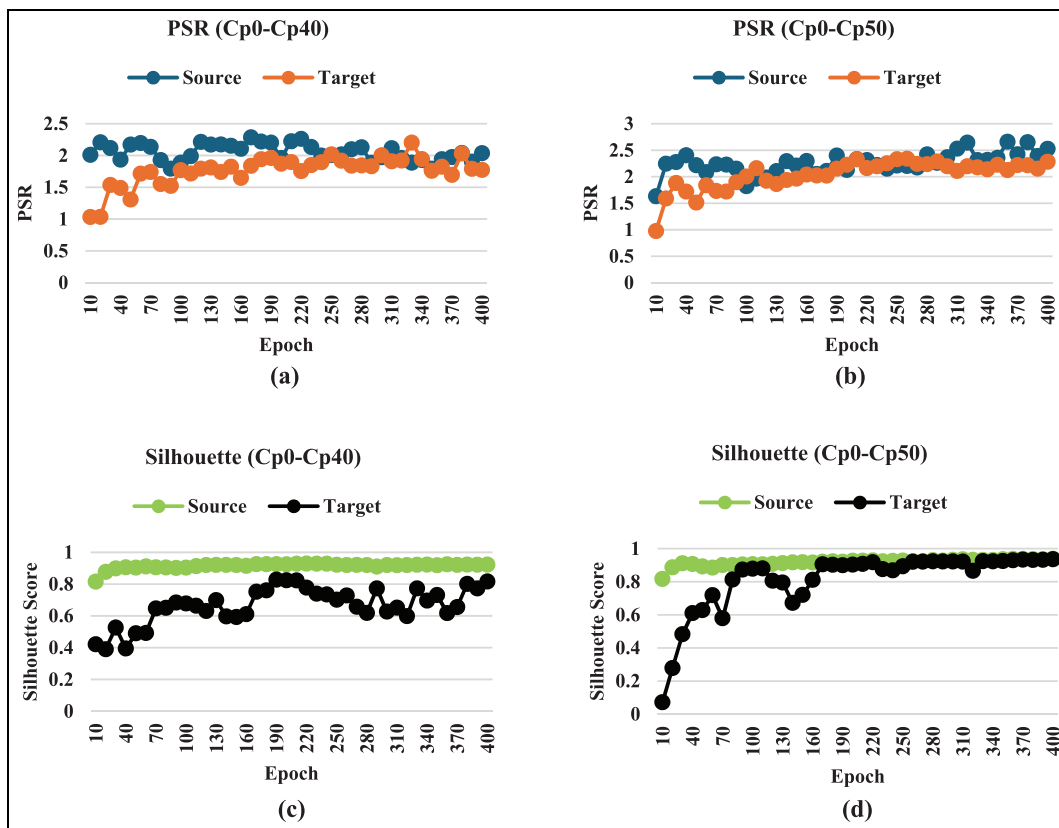 PSR (Cp0-Cp40)
Source Target
2.5
2
1.5
1
0.5
0
PSR
10 40 70 100 130 160 190 220 250 280 310 340 370 400
Epoch
(a)
PSR (Cp0-Cp50)
Source Target
3
2.5
2
1.5
1
0.5
0
PSR
10 40 70 100 130 160 190 220 250 280 310 340 370 400
Epoch
(b)
Silhouette (Cp0-Cp40)
Source Target
1
0.8
0.6
0.4
0.2
0
Silhouette Score
10 40 70 100 130 160 190 220 250 280 310 340 370 400
Epoch
(c)
Silhouette (Cp0-Cp50)
Source Target
1
0.8
0.6
0.4
0.2
0
Silhouette Score
10 40 70 100 130 160 190 220 250 280 310 340 370 400
Epoch
(d)